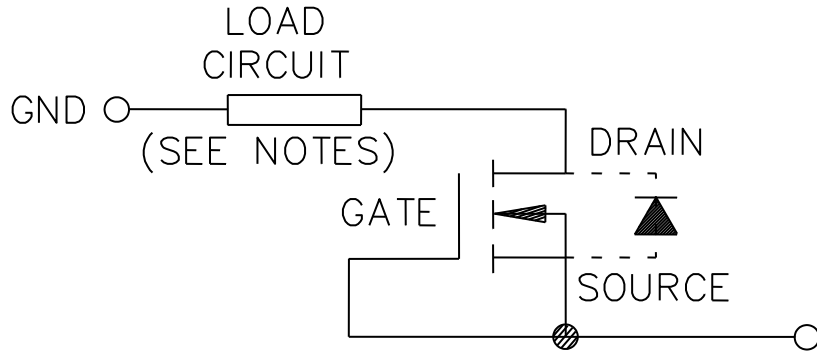 LOAD
CIRCUIT
GND
(SEE NOTES)
DRAIN
GATE
SOURCE